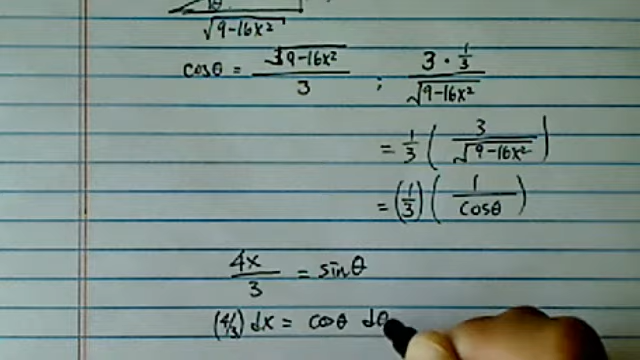 θ
√9-16x²
cosθ = √9-16x² / 3 ; 3 · 1/3 / √9-16x²
= 1/3 ( 3 / √9-16x² )
= (1/3) ( 1 / cosθ )
4x / 3 = sinθ
(4/3) dx = cosθ dθ